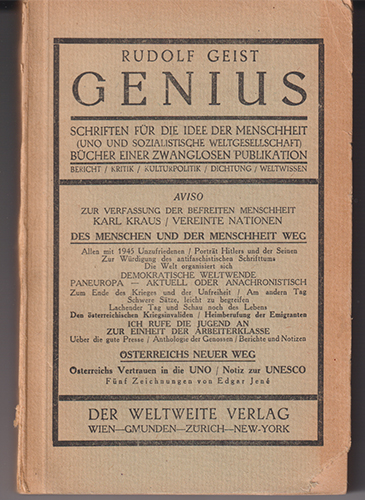 RUDOLF GEIST
GENIUS
SCHRIFTEN FÜR DIE IDEE DER MENSCHHEIT
(UNO UND SOZIALISTISCHE WELTGESELLSCHAFT)
BÜCHER EINER ZWANGLOSEN PUBLIKATION
BERICHT / KRITIK / KULTURPOLITIK / DICHTUNG / WELTWISSEN
AVISO
ZUR VERFASSUNG DER BEFREITEN MENSCHHEIT
KARL KRAUS / VEREINTE NATIONEN
DES MENSCHEN UND DER MENSCHHEIT WEG
Allen mit 1945 Unzufriedenen / Porträt Hitlers und der Seinen
Zur Würdigung des antifaschistischen Schrifttums
Die Welt organisiert sich
DEMOKRATISCHE WELTWENDE
PANEUROPA — AKTUELL ODER ANACHRONISTISCH
Zum Ende des Krieges und der Unfreiheit / Am andern Tag
Schwere Sätze, leicht zu begreifen
Lachender Tag und Schau noch des Lebens
Den österreichischen Kriegsinvaliden / Heimberufung der Emigranten
ICH RUFE DIE JUGEND AN
ZUR EINHEIT DER ARBEITERKLASSE
Ueber die gute Presse / Anthologie der Genossen / Berichte und Notizen
ÖSTERREICHS NEUER WEG
Österreichs Vertrauen in die UNO / Notiz zur UNESCO
Fünf Zeichnungen von Edgar Jené
DER WELTWEITE VERLAG
WIEN—GMUNDEN—ZURICH—NEW-YORK